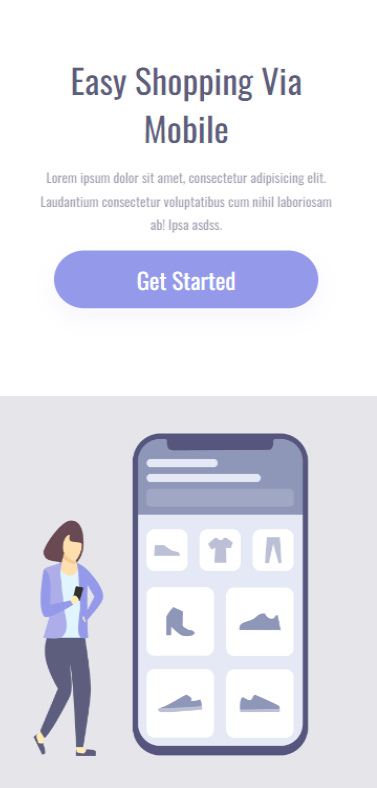 Easy Shopping Via
Mobile
Lorem ipsum dolor sit amet, consectetur adipisicing elit.
Laudantium consectetur voluptatibus cum nihil laboriosam
ab! Ipsa asdss.
Get Started